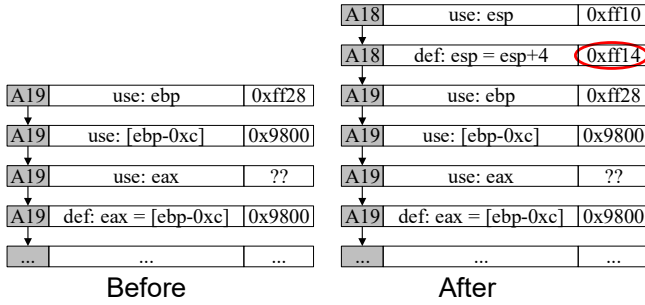 A18 use: esp 0xff10
A18 def: esp = esp+4 0xff14
A19 use: ebp 0xff28
A19 use: [ebp-0xc] 0x9800
A19 use: eax ??
A19 def: eax = [ebp-0xc] 0x9800
... ... ...
Before
A19 use: ebp 0xff28
A19 use: [ebp-0xc] 0x9800
A19 use: eax ??
A19 def: eax = [ebp-0xc] 0x9800
... ... ...
After